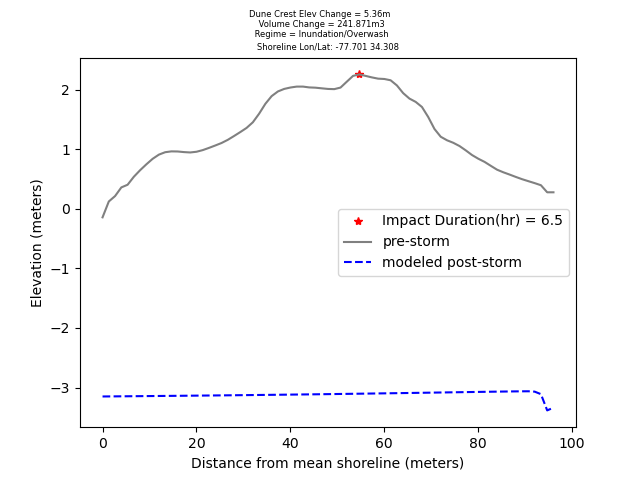 Dune Crest Elev Change = 5.36m
Volume Change = 241.871m3
Regime = Inundation/Overwash
Shoreline Lon/Lat: -77.701 34.308
2
1
0
−1
−2
−3
Elevation (meters)
Impact Duration(hr) = 6.5
pre-storm
modeled post-storm
0 20 40 60 80 100
Distance from mean shoreline (meters)